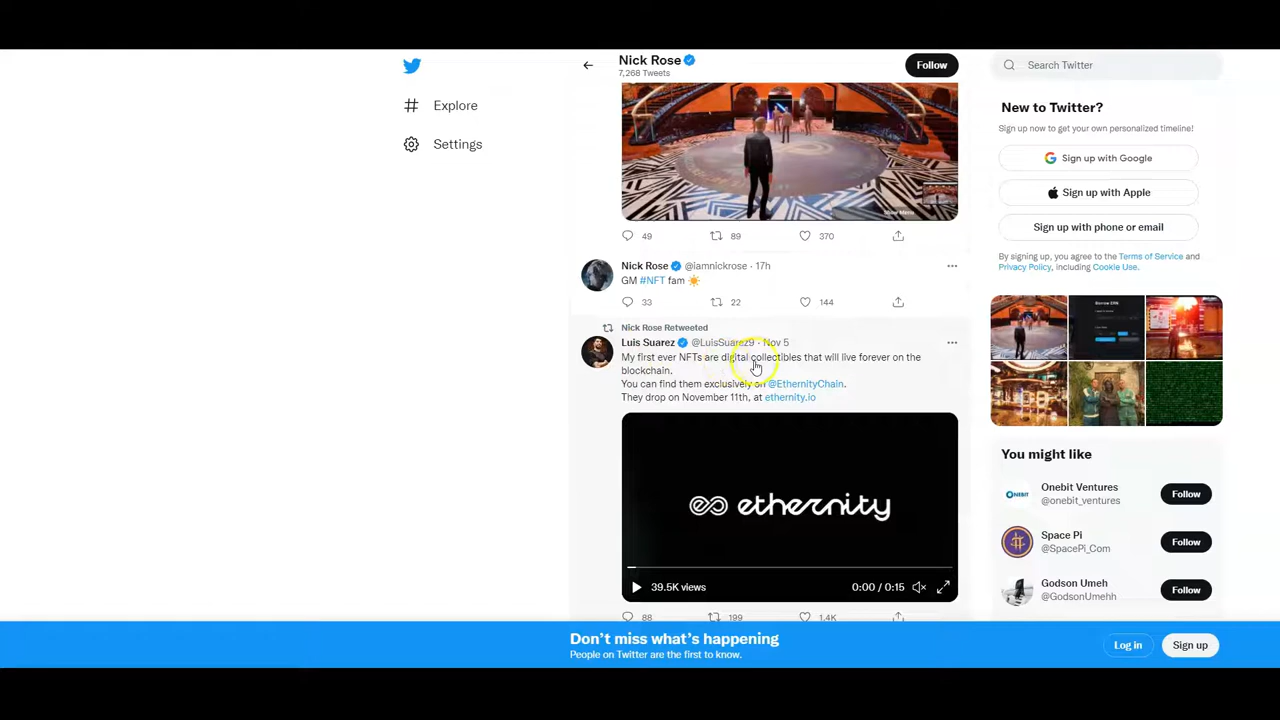 Nick Rose
7,268 Tweets
Follow
Search Twitter
Explore
Settings
49 89 370
Nick Rose @iamnickrose · 17h
GM #NFT fam ☀️
33 22 144
Nick Rose Retweeted
Luis Suarez @LuisSuarez9 · Nov 5
My first ever NFTs are digital collectibles that will live forever on the
blockchain.
You can find them exclusively on @EthernityChain.
They drop on November 11th, at ethernity.io
ethernity
39.5K views 0:00 / 0:15
88 199 1.4K
New to Twitter?
Sign up now to get your own personalized timeline!
Sign up with Google
Sign up with Apple
Sign up with phone or email
By signing up, you agree to the Terms of Service and
Privacy Policy, including Cookie Use.
You might like
ONEBIT
Onebit Ventures
@onebit_ventures
Follow
Space Pi
@SpacePi_Com
Follow
Godson Umeh
@GodsonUmehh
Follow
Don't miss what's happening
People on Twitter are the first to know.
Log in
Sign up